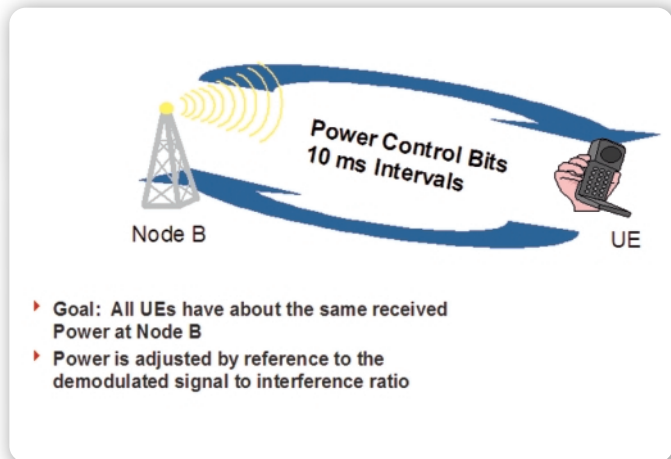 Power Control Bits
10 ms Intervals
Node B
UE
Goal: All UEs have about the same received
Power at Node B
Power is adjusted by reference to the
demodulated signal to interference ratio